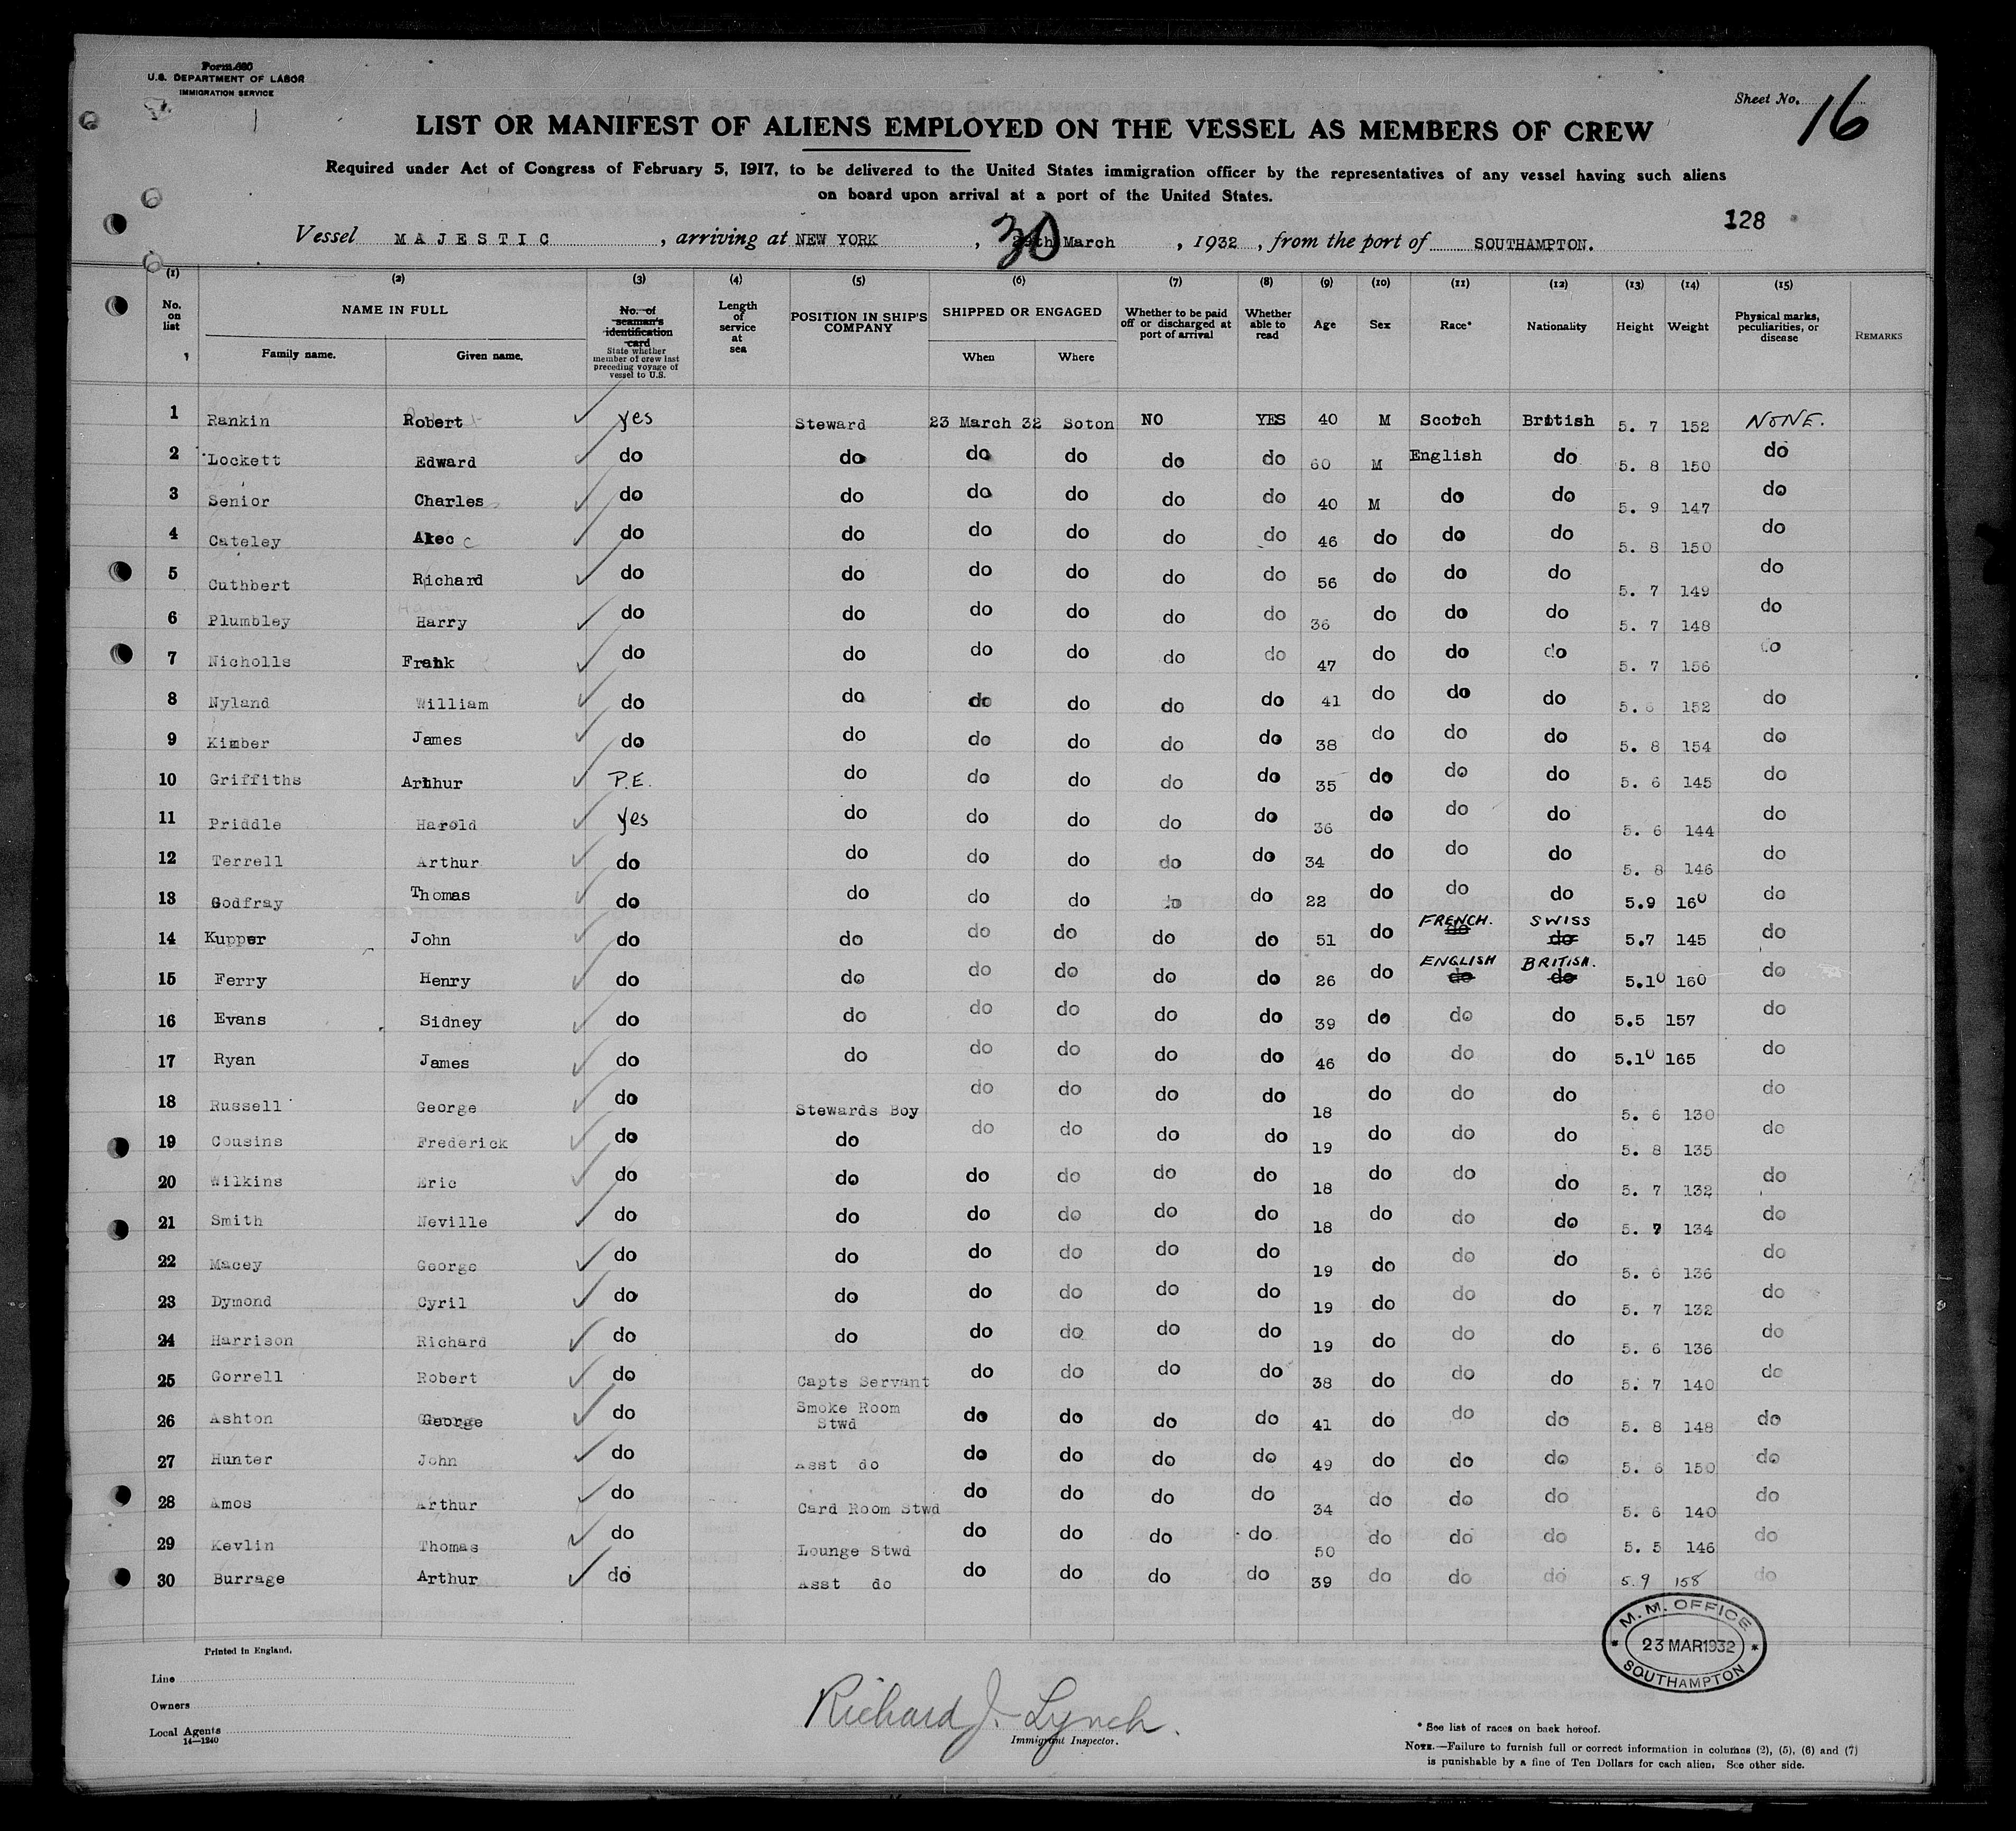 Form 680
U.S. DEPARTMENT OF LABOR
IMMIGRATION SERVICE
Sheet No. 16
LIST OR MANIFEST OF ALIENS EMPLOYED ON THE VESSEL AS MEMBERS OF CREW
Required under Act of Congress of February 5, 1917, to be delivered to the United States immigration officer by the representatives of any vessel having such aliens
on board upon arrival at a port of the United States.
128
Vessel MAJESTIC, arriving at NEW YORK, 30 March, 1932, from the port of SOUTHAMPTON.
(1) (2) (3) (4) (5) (6) (7) (8) (9) (10) (11) (12) (13) (14) (15)
No. on list NAME IN FULL Family name. Given name. No. of seaman's identification card State whether member of crew last preceding voyage of vessel to U.S. Length of service at sea POSITION IN SHIP'S COMPANY SHIPPED OR ENGAGED When Where Whether to be paid off or discharged at port of arrival Whether able to read Age Sex Race* Nationality Height Weight Physical marks, peculiarities, or disease REMARKS
1 Rankin Robert yes Steward 23 March 32 Soton NO YES 40 M Scotch British 5. 7 152 NONE.
2 Lockett Edward do do do do do do 60 M English do 5. 8 150 do
3 Senior Charles do do do do do do 40 M do do 5. 9 147 do
4 Cateley Alec do do do do do do 46 do do do 5. 8 150 do
5 Cuthbert Richard do do do do do do 56 do do do 5. 7 149 do
6 Plumbley Harry do do do do do do 36 do do do 5. 7 148 do
7 Nicholls Frank do do do do do do 47 do do do 5. 7 156 do
8 Nyland William do do do do do do 41 do do do 5. 6 152 do
9 Kimber James do do do do do do 38 do do do 5. 8 154 do
10 Griffiths Arthur P.E. do do do do do 35 do do do 5. 6 145 do
11 Priddle Harold yes do do do do do 36 do do do 5. 6 144 do
12 Terrell Arthur do do do do do do 34 do do do 5. 8 146 do
13 Godfray Thomas do do do do do do 22 do do do 5.9 160 do
14 Kupper John do do do do do do 51 do FRENCH. do SWISS do 5.7 145 do
15 Ferry Henry do do do do do do 26 do ENGLISH do BRITISH. do 5.10 160 do
16 Evans Sidney do do do do do do 39 do do do 5.5 157 do
17 Ryan James do do do do do do 46 do do do 5.10 165 do
18 Russell George do Stewards Boy do do do do 18 do do do 5. 6 130 do
19 Cousins Frederick do do do do do do 19 do do do 5. 8 135 do
20 Wilkins Eric do do do do do do 18 do do do 5. 7 132 do
21 Smith Neville do do do do do do 18 do do do 5. 7 134 do
22 Macey George do do do do do do 19 do do do 5. 6 136 do
23 Dymond Cyril do do do do do do 19 do do do 5. 7 132 do
24 Harrison Richard do do do do do do 19 do do do 5. 6 136 do
25 Gorrell Robert do Capts Servant do do do do 38 do do do 5. 7 140 do
26 Ashton George do Smoke Room Stwd do do do do 41 do do do 5. 8 148 do
27 Hunter John do Asst do do do do do 49 do do do 5. 6 150 do
28 Amos Arthur do Card Room Stwd do do do do 34 do do do 5. 6 140 do
29 Kevlin Thomas do Lounge Stwd do do do do 50 do do do 5. 5 146 do
30 Burrage Arthur do Asst do do do do do 39 do do do 5.9 158 do
M.M. OFFICE
23 MAR 1932
SOUTHAMPTON
Printed in England.
Line
Owners
Local Agents
14—1240
Richard J. Lynch.
Immigrant Inspector.
* See list of races on back hereof.
NOTE.—Failure to furnish full or correct information in columns (2), (5), (6) and (7)
is punishable by a fine of Ten Dollars for each alien. See other side.